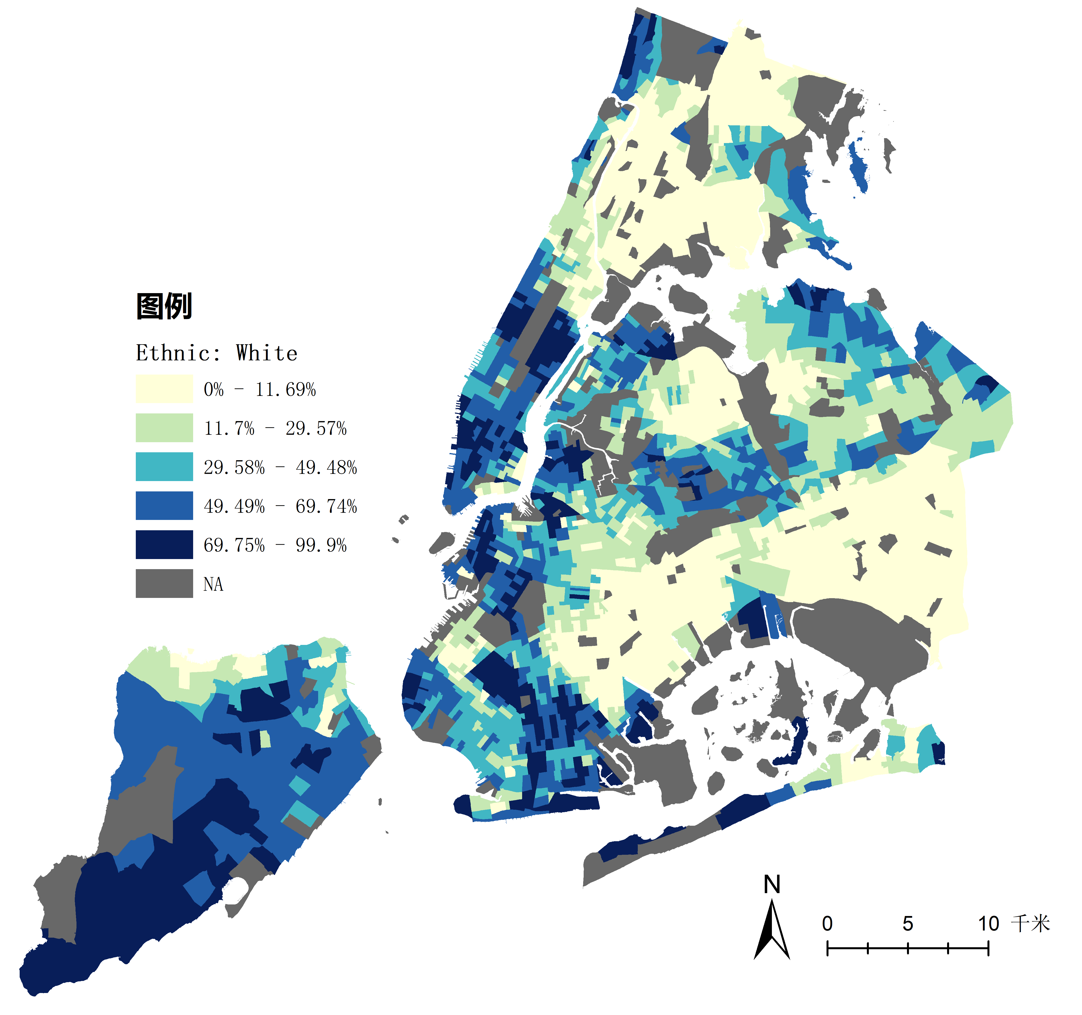 图例
Ethnic: White
0% - 11.69%
11.7% - 29.57%
29.58% - 49.48%
49.49% - 69.74%
69.75% - 99.9%
NA
N
0 5 10 千米